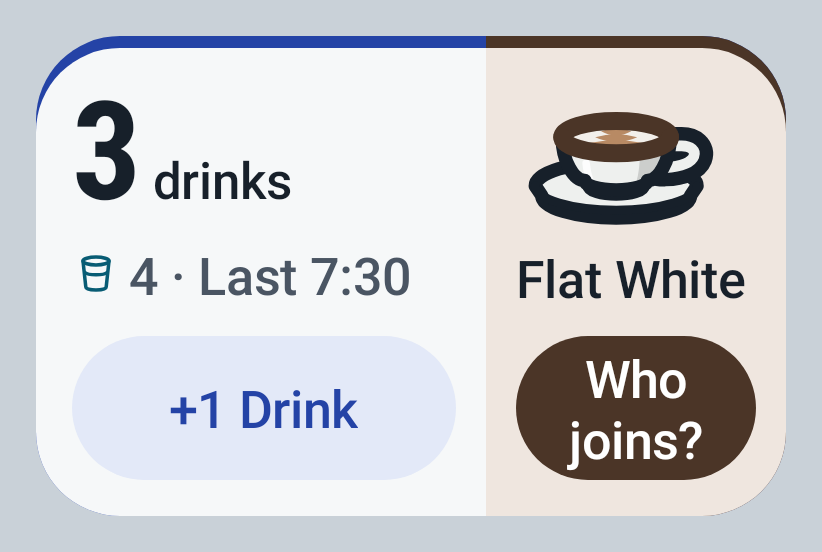 3 drinks
4 · Last 7:30
+1 Drink
Flat White
Who
joins?